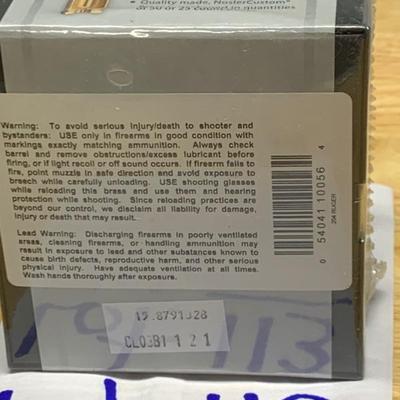 • Quality made, NoslerCustom®
or 50 or 25 count in quantities
Warning: To avoid serious injury/death to shooter and
bystanders: USE only in firearms in good condition with
markings exactly matching ammunition. Always check
barrel and remove obstructions/excess lubricant before
firing, or if light recoil or off sound occurs. If firearm fails to
fire, point muzzle in safe direction and avoid exposure to
breech while carefully unloading. USE shooting glasses
while reloading this brass and use them and hearing
protection while shooting. Since reloading practices are
beyond our control, we disclaim all liability for damage,
injury or death that may result.
Lead Warning: Discharging firearms in poorly ventilated
areas, cleaning firearms, or handling ammunition may
result in exposure to lead and other substances known to
cause birth defects, reproductive harm, and other serious
physical injury. Have adequate ventilation at all times.
Wash hands thoroughly after exposure.
0 54041 10056 4
204 RUGER
CL03B1 1 2 1
113